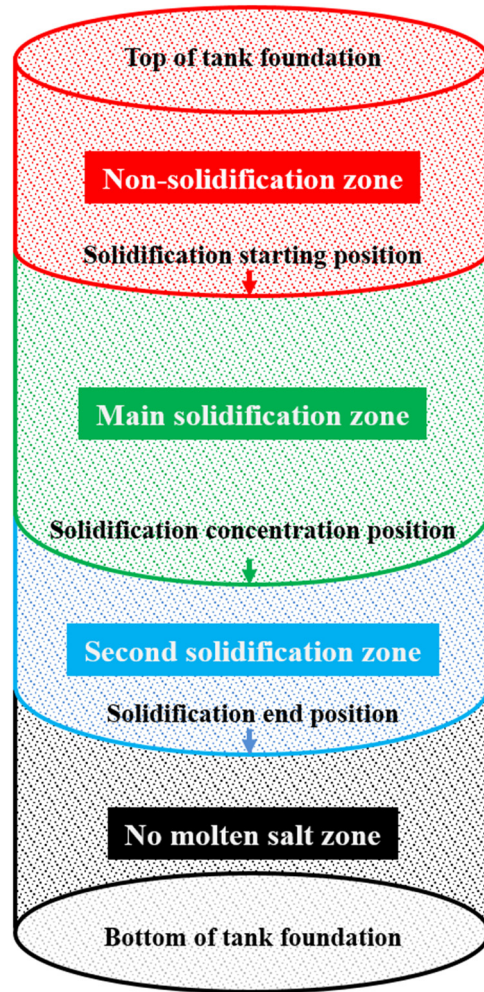 Top of tank foundation
Non-solidification zone
Solidification starting position
Main solidification zone
Solidification concentration position
Second solidification zone
Solidification end position
No molten salt zone
Bottom of tank foundation